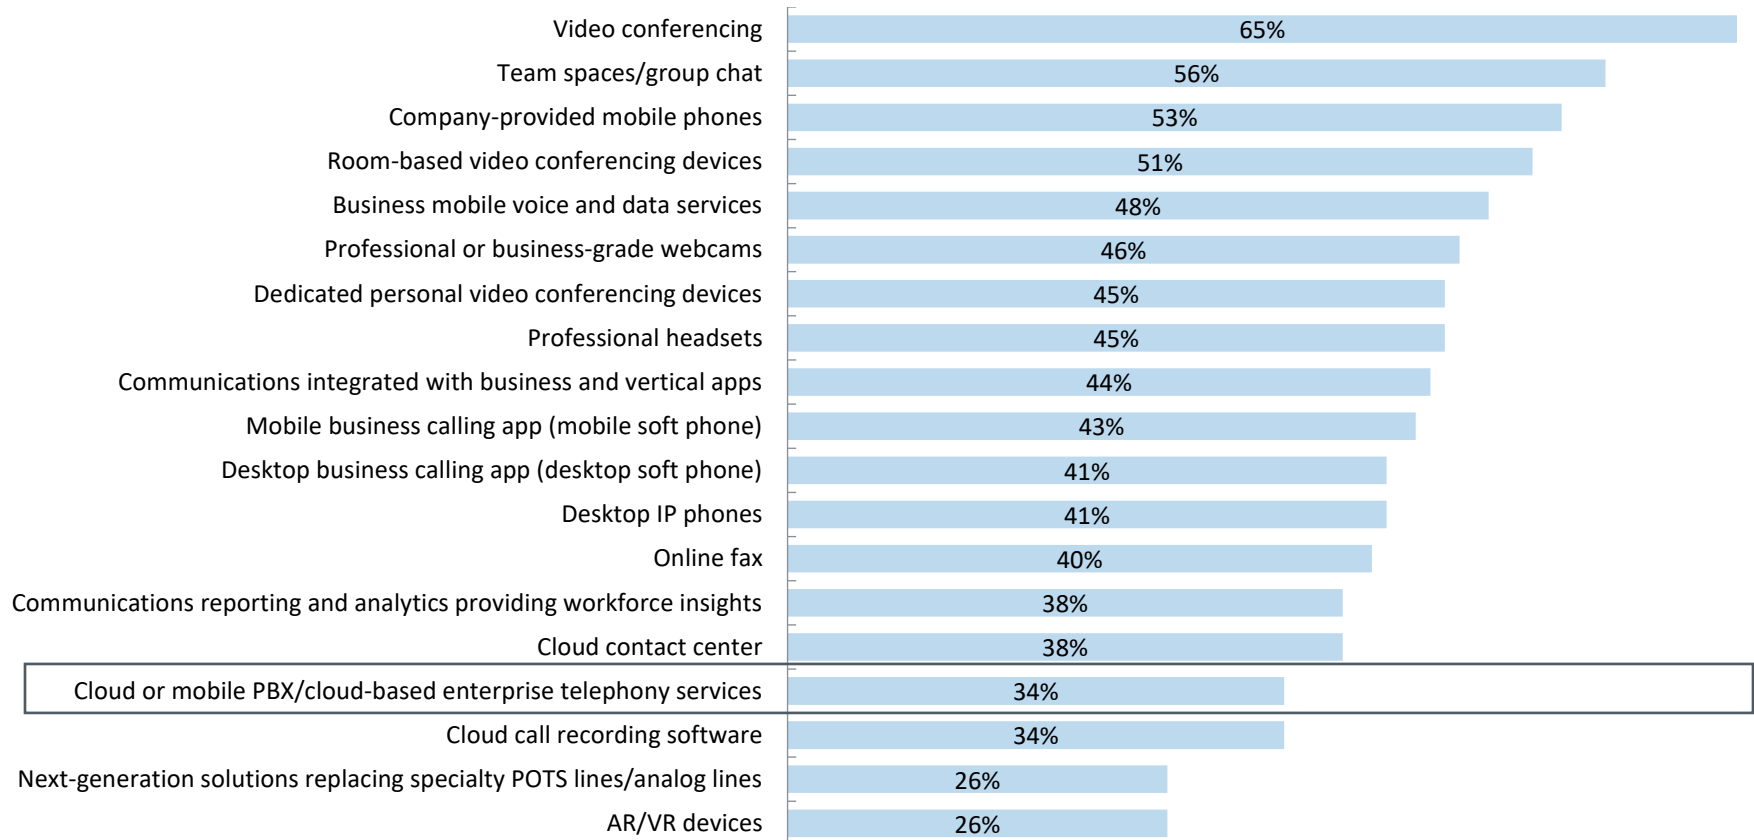 Video conferencing 65%
Team spaces/group chat 56%
Company-provided mobile phones 53%
Room-based video conferencing devices 51%
Business mobile voice and data services 48%
Professional or business-grade webcams 46%
Dedicated personal video conferencing devices 45%
Professional headsets 45%
Communications integrated with business and vertical apps 44%
Mobile business calling app (mobile soft phone) 43%
Desktop business calling app (desktop soft phone) 41%
Desktop IP phones 41%
Online fax 40%
Communications reporting and analytics providing workforce insights 38%
Cloud contact center 38%
Cloud or mobile PBX/cloud-based enterprise telephony services 34%
Cloud call recording software 34%
Next-generation solutions replacing specialty POTS lines/analog lines 26%
AR/VR devices 26%